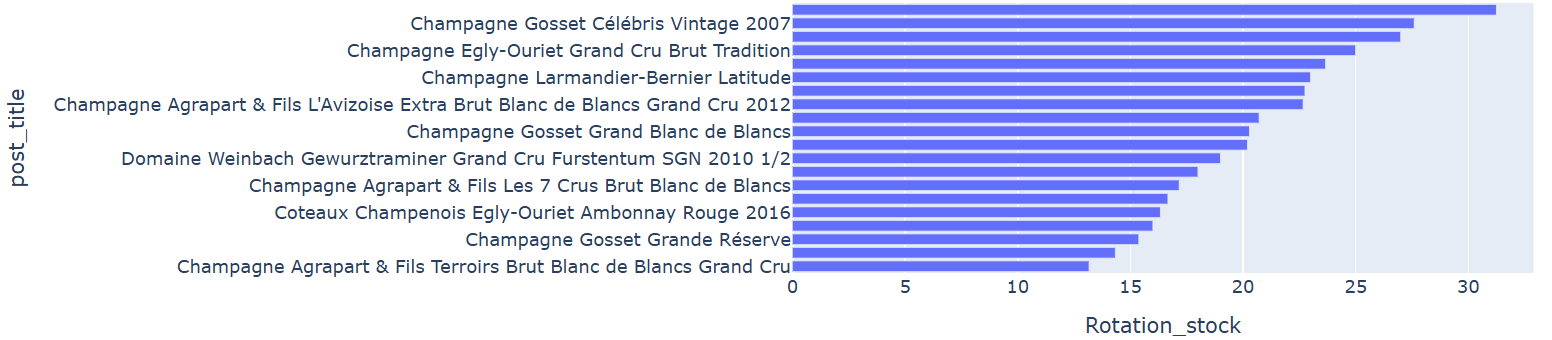 post_title
Champagne Gosset Célébris Vintage 2007
Champagne Egly-Ouriet Grand Cru Brut Tradition
Champagne Larmandier-Bernier Latitude
Champagne Agrapart & Fils L'Avizoise Extra Brut Blanc de Blancs Grand Cru 2012
Champagne Gosset Grand Blanc de Blancs
Domaine Weinbach Gewurztraminer Grand Cru Furstentum SGN 2010 1/2
Champagne Agrapart & Fils Les 7 Crus Brut Blanc de Blancs
Coteaux Champenois Egly-Ouriet Ambonnay Rouge 2016
Champagne Gosset Grande Réserve
Champagne Agrapart & Fils Terroirs Brut Blanc de Blancs Grand Cru
0 5 10 15 20 25 30
Rotation_stock